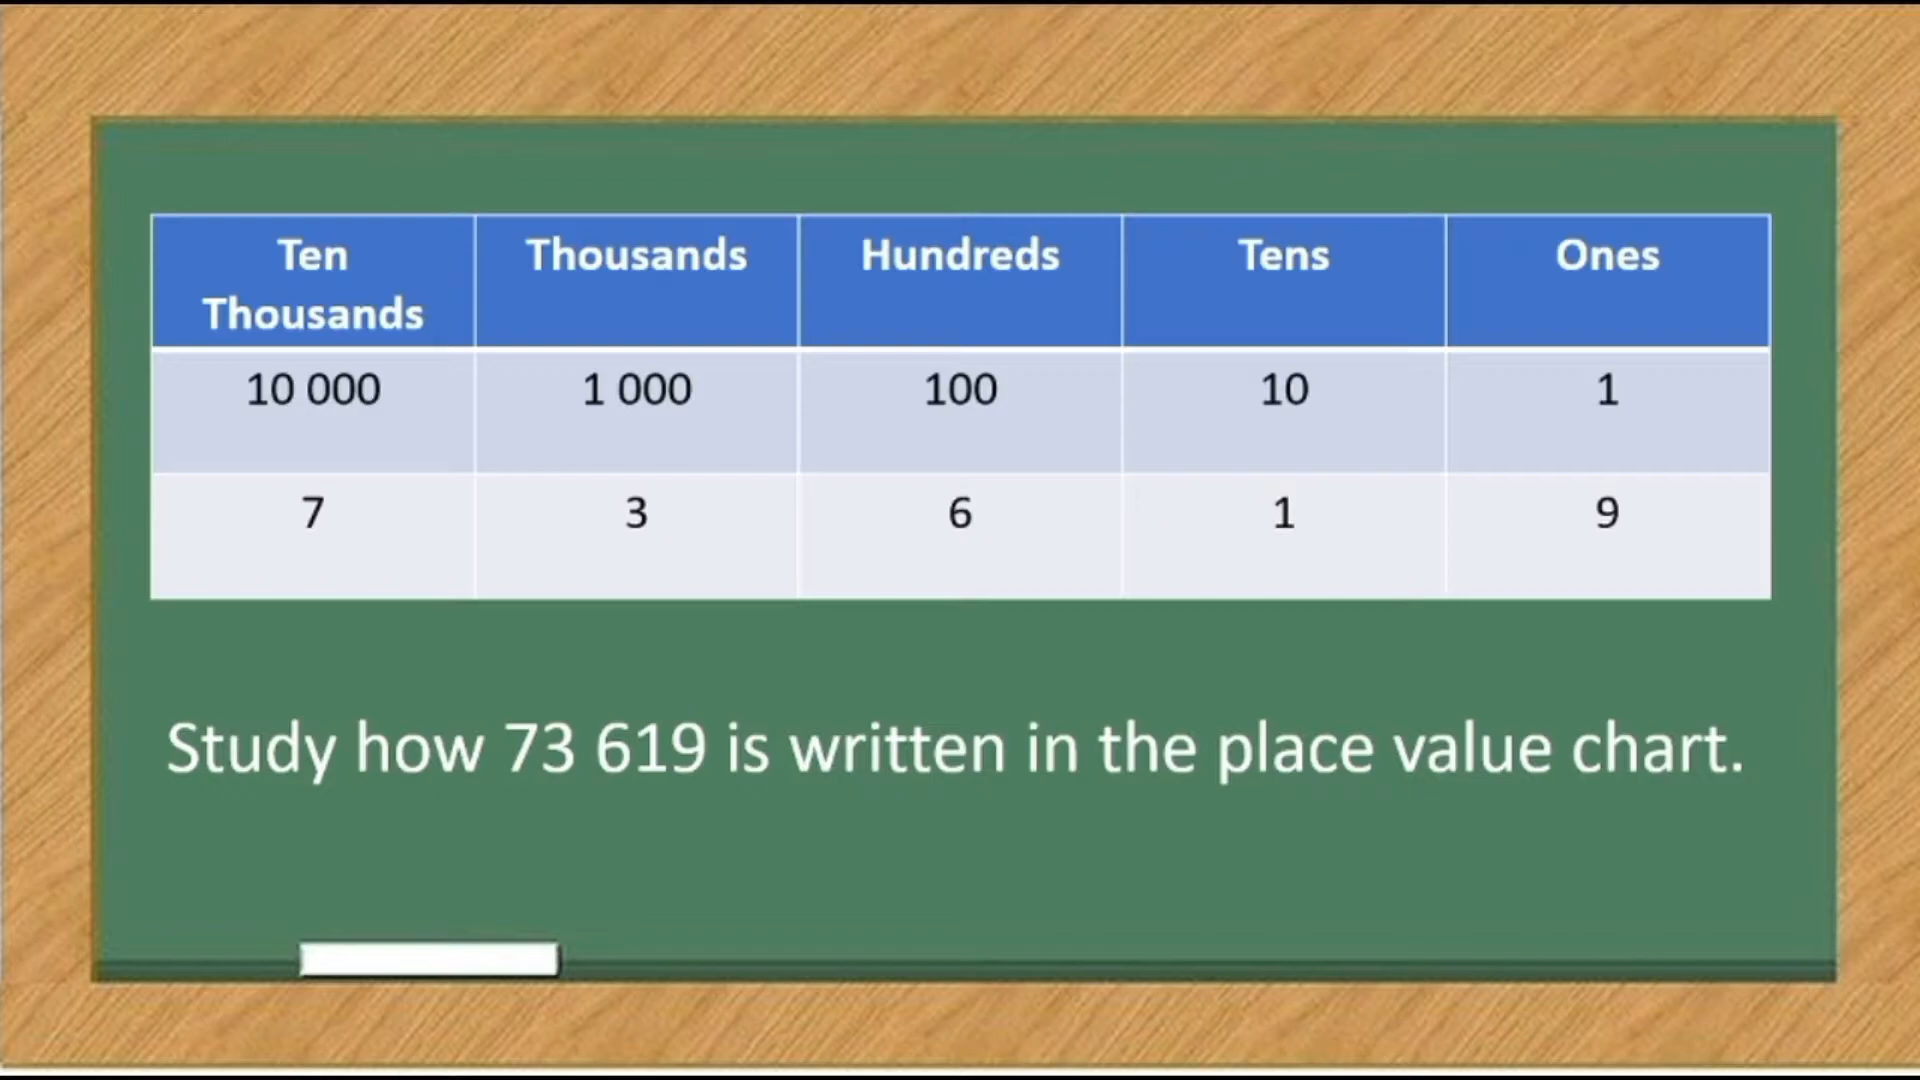 Ten Thousands Thousands Hundreds Tens Ones
10 000 1 000 100 10 1
7 3 6 1 9
Study how 73 619 is written in the place value chart.